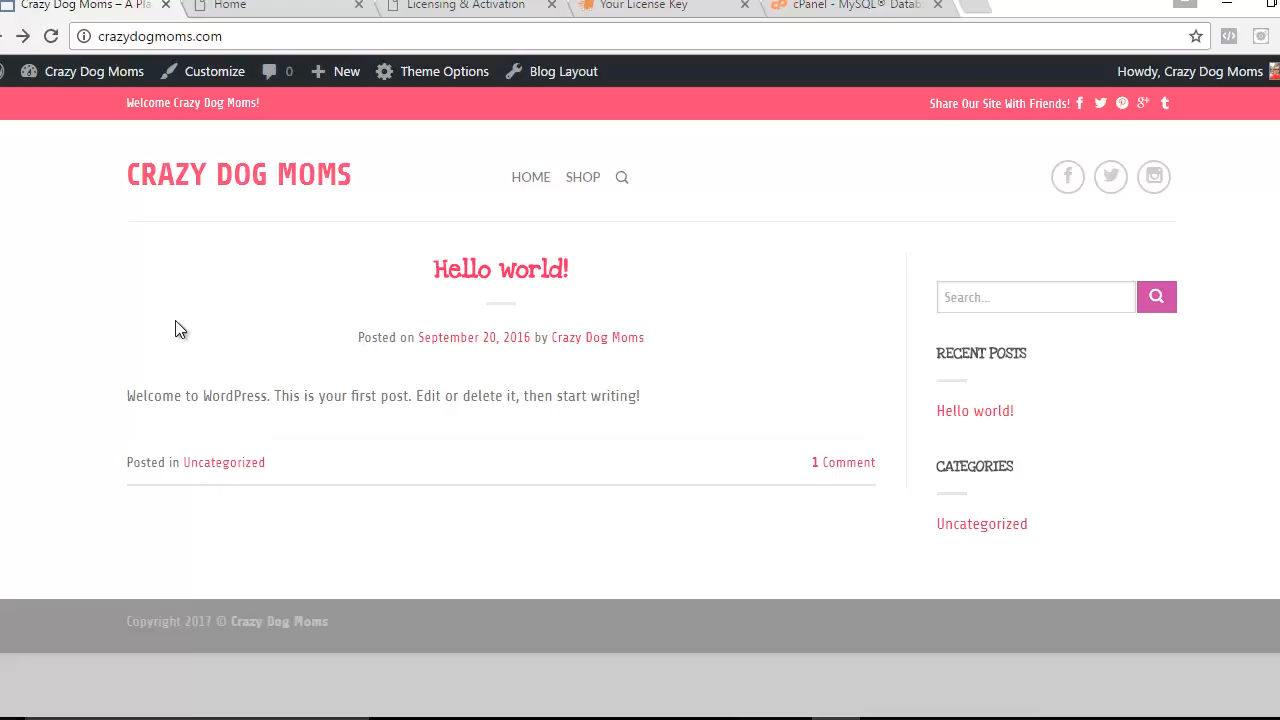 Crazy Dog Moms – A Pla
Home
Licensing & Activation
Your License Key
cPanel - MySQL® Datab
crazydogmoms.com
Crazy Dog Moms
Customize
0
New
Theme Options
Blog Layout
Howdy, Crazy Dog Moms
Welcome Crazy Dog Moms!
Share Our Site With Friends!
CRAZY DOG MOMS
HOME
SHOP
Hello world!
Search...
Posted on September 20, 2016 by Crazy Dog Moms
RECENT POSTS
Welcome to WordPress. This is your first post. Edit or delete it, then start writing!
Hello world!
Posted in Uncategorized
1 Comment
CATEGORIES
Uncategorized
Copyright 2017 © Crazy Dog Moms